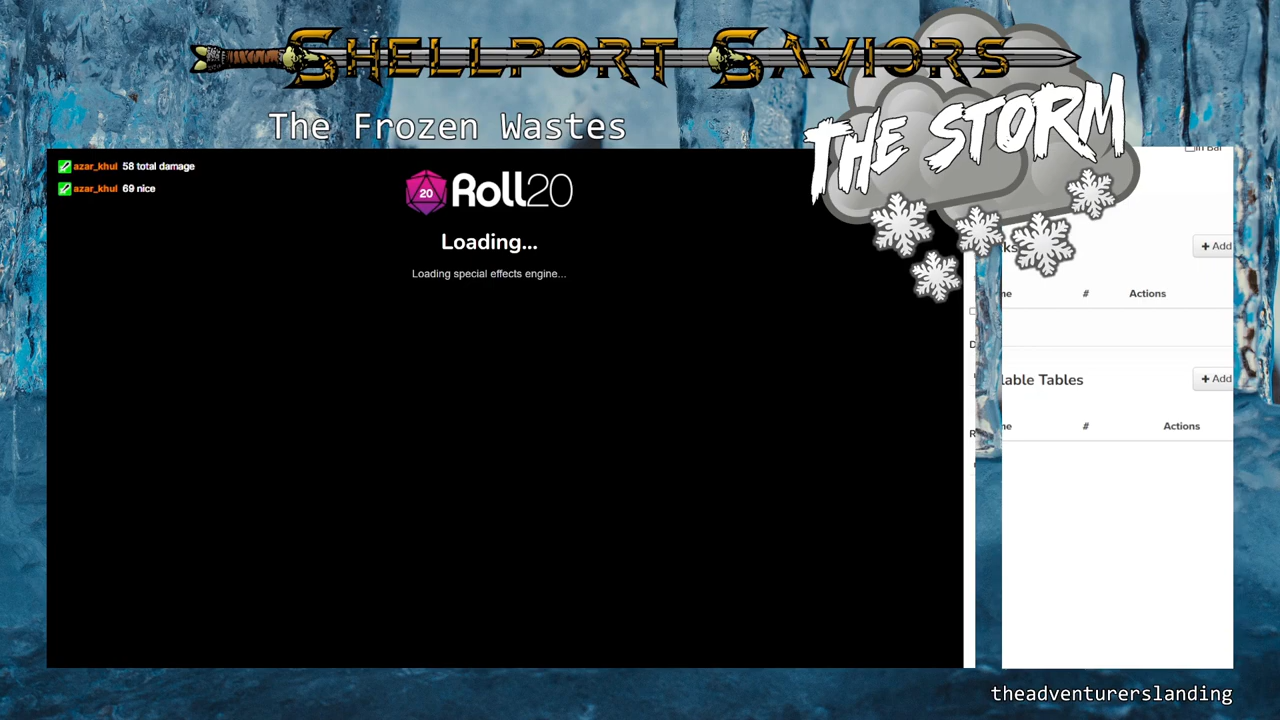 SHELLPORT SAVIORS
THE STORM
The Frozen Wastes
azar_khul 58 total damage
azar_khul 69 nice
20 Roll20
Loading...
Loading special effects engine...
+ Add
# Actions
lable Tables
+ Add
# Actions
theadventurerslanding